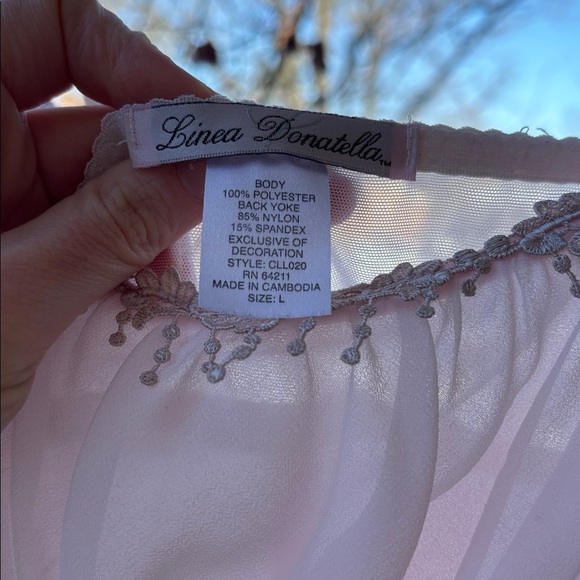 Linea Donatella™
BODY
100% POLYESTER
BACK YOKE
85% NYLON
15% SPANDEX
EXCLUSIVE OF
DECORATION
STYLE: CLL020
RN 64211
MADE IN CAMBODIA
SIZE: L